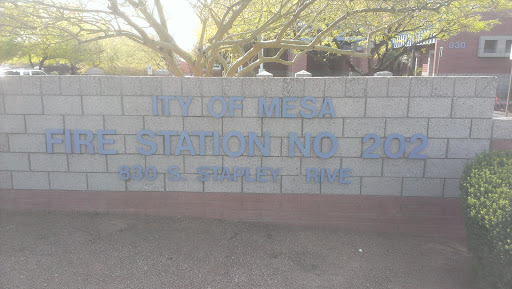 830
ITY OF MESA
FIRE STATION NO 202
830 S. STAPLEY RIVE